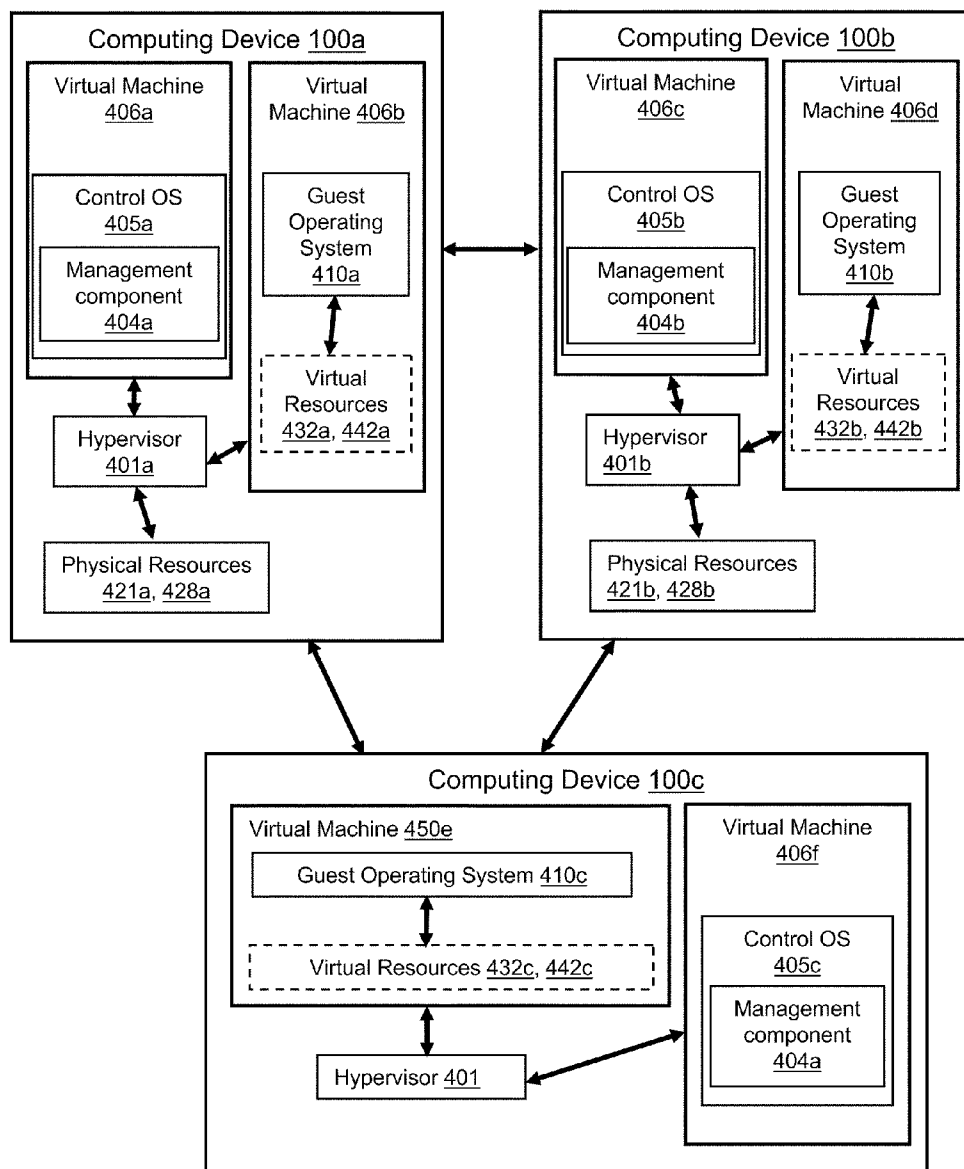 Computing Device 100a
Virtual Machine
406a
Control OS
405a
Management
component
404a
Virtual
Machine 406b
Guest
Operating
System
410a
Virtual
Resources
432a, 442a
Hypervisor
401a
Physical Resources
421a, 428a
Computing Device 100b
Virtual Machine
406c
Control OS
405b
Management
component
404b
Virtual
Machine 406d
Guest
Operating
System
410b
Virtual
Resources
432b, 442b
Hypervisor
401b
Physical Resources
421b, 428b
Computing Device 100c
Virtual Machine 450e
Guest Operating System 410c
Virtual Resources 432c, 442c
Hypervisor 401
Virtual Machine
406f
Control OS
405c
Management
component
404a